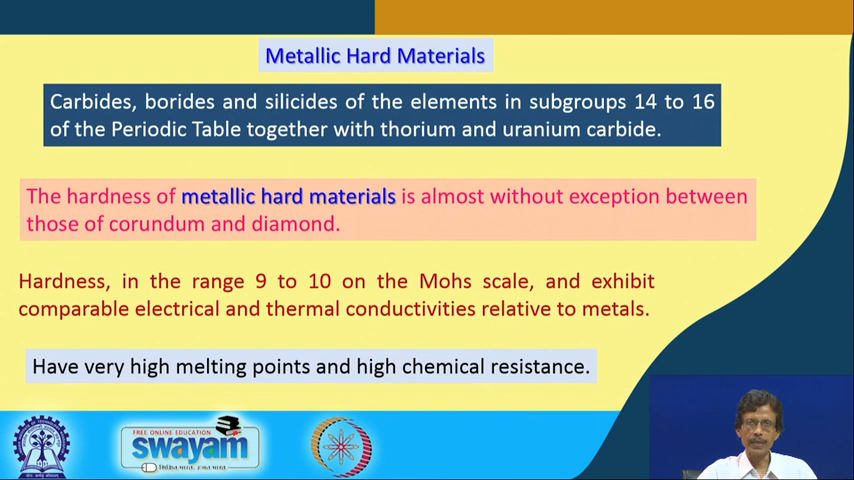 Metallic Hard Materials
Carbides, borides and silicides of the elements in subgroups 14 to 16
of the Periodic Table together with thorium and uranium carbide.
The hardness of metallic hard materials is almost without exception between
those of corundum and diamond.
Hardness, in the range 9 to 10 on the Mohs scale, and exhibit
comparable electrical and thermal conductivities relative to metals.
Have very high melting points and high chemical resistance.
FREE ONLINE EDUCATION
swayam